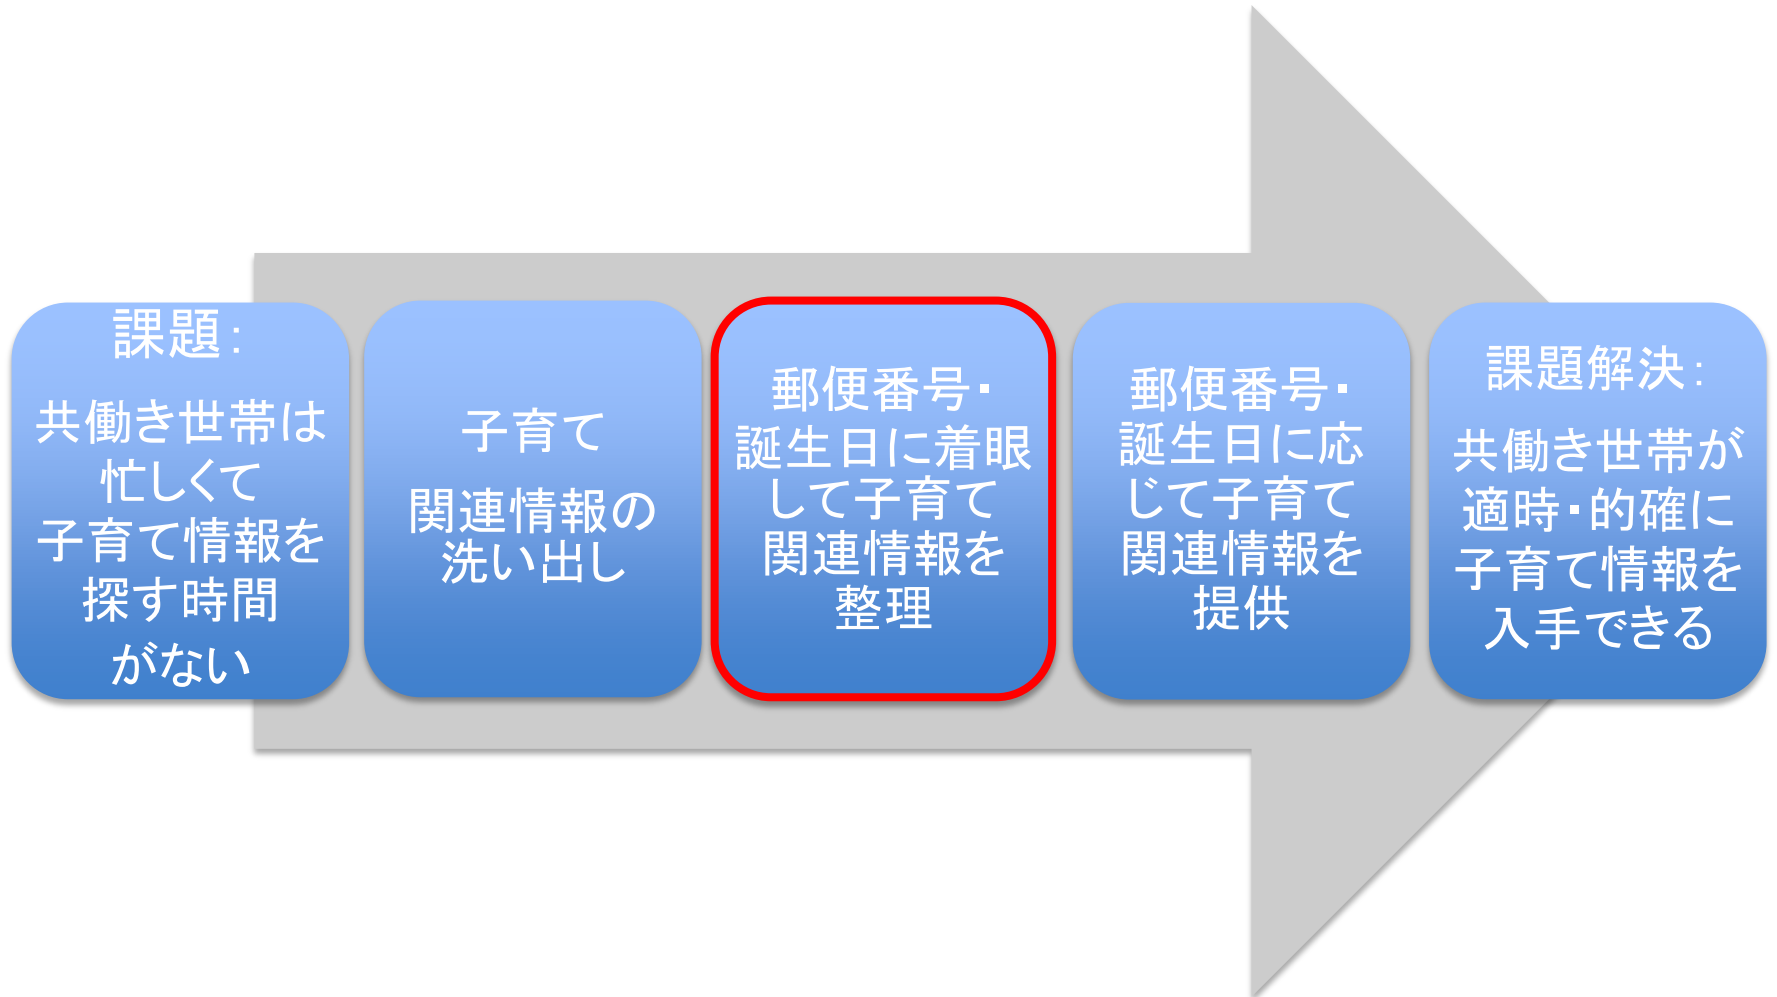 課題：
共働き世帯は
忙しくて
子育て情報を
探す時間
がない
子育て
関連情報の
洗い出し
郵便番号・
誕生日に着眼
して子育て
関連情報を
整理
郵便番号・
誕生日に応
じて子育て
関連情報を
提供
課題解決：
共働き世帯が
適時・的確に
子育て情報を
入手できる